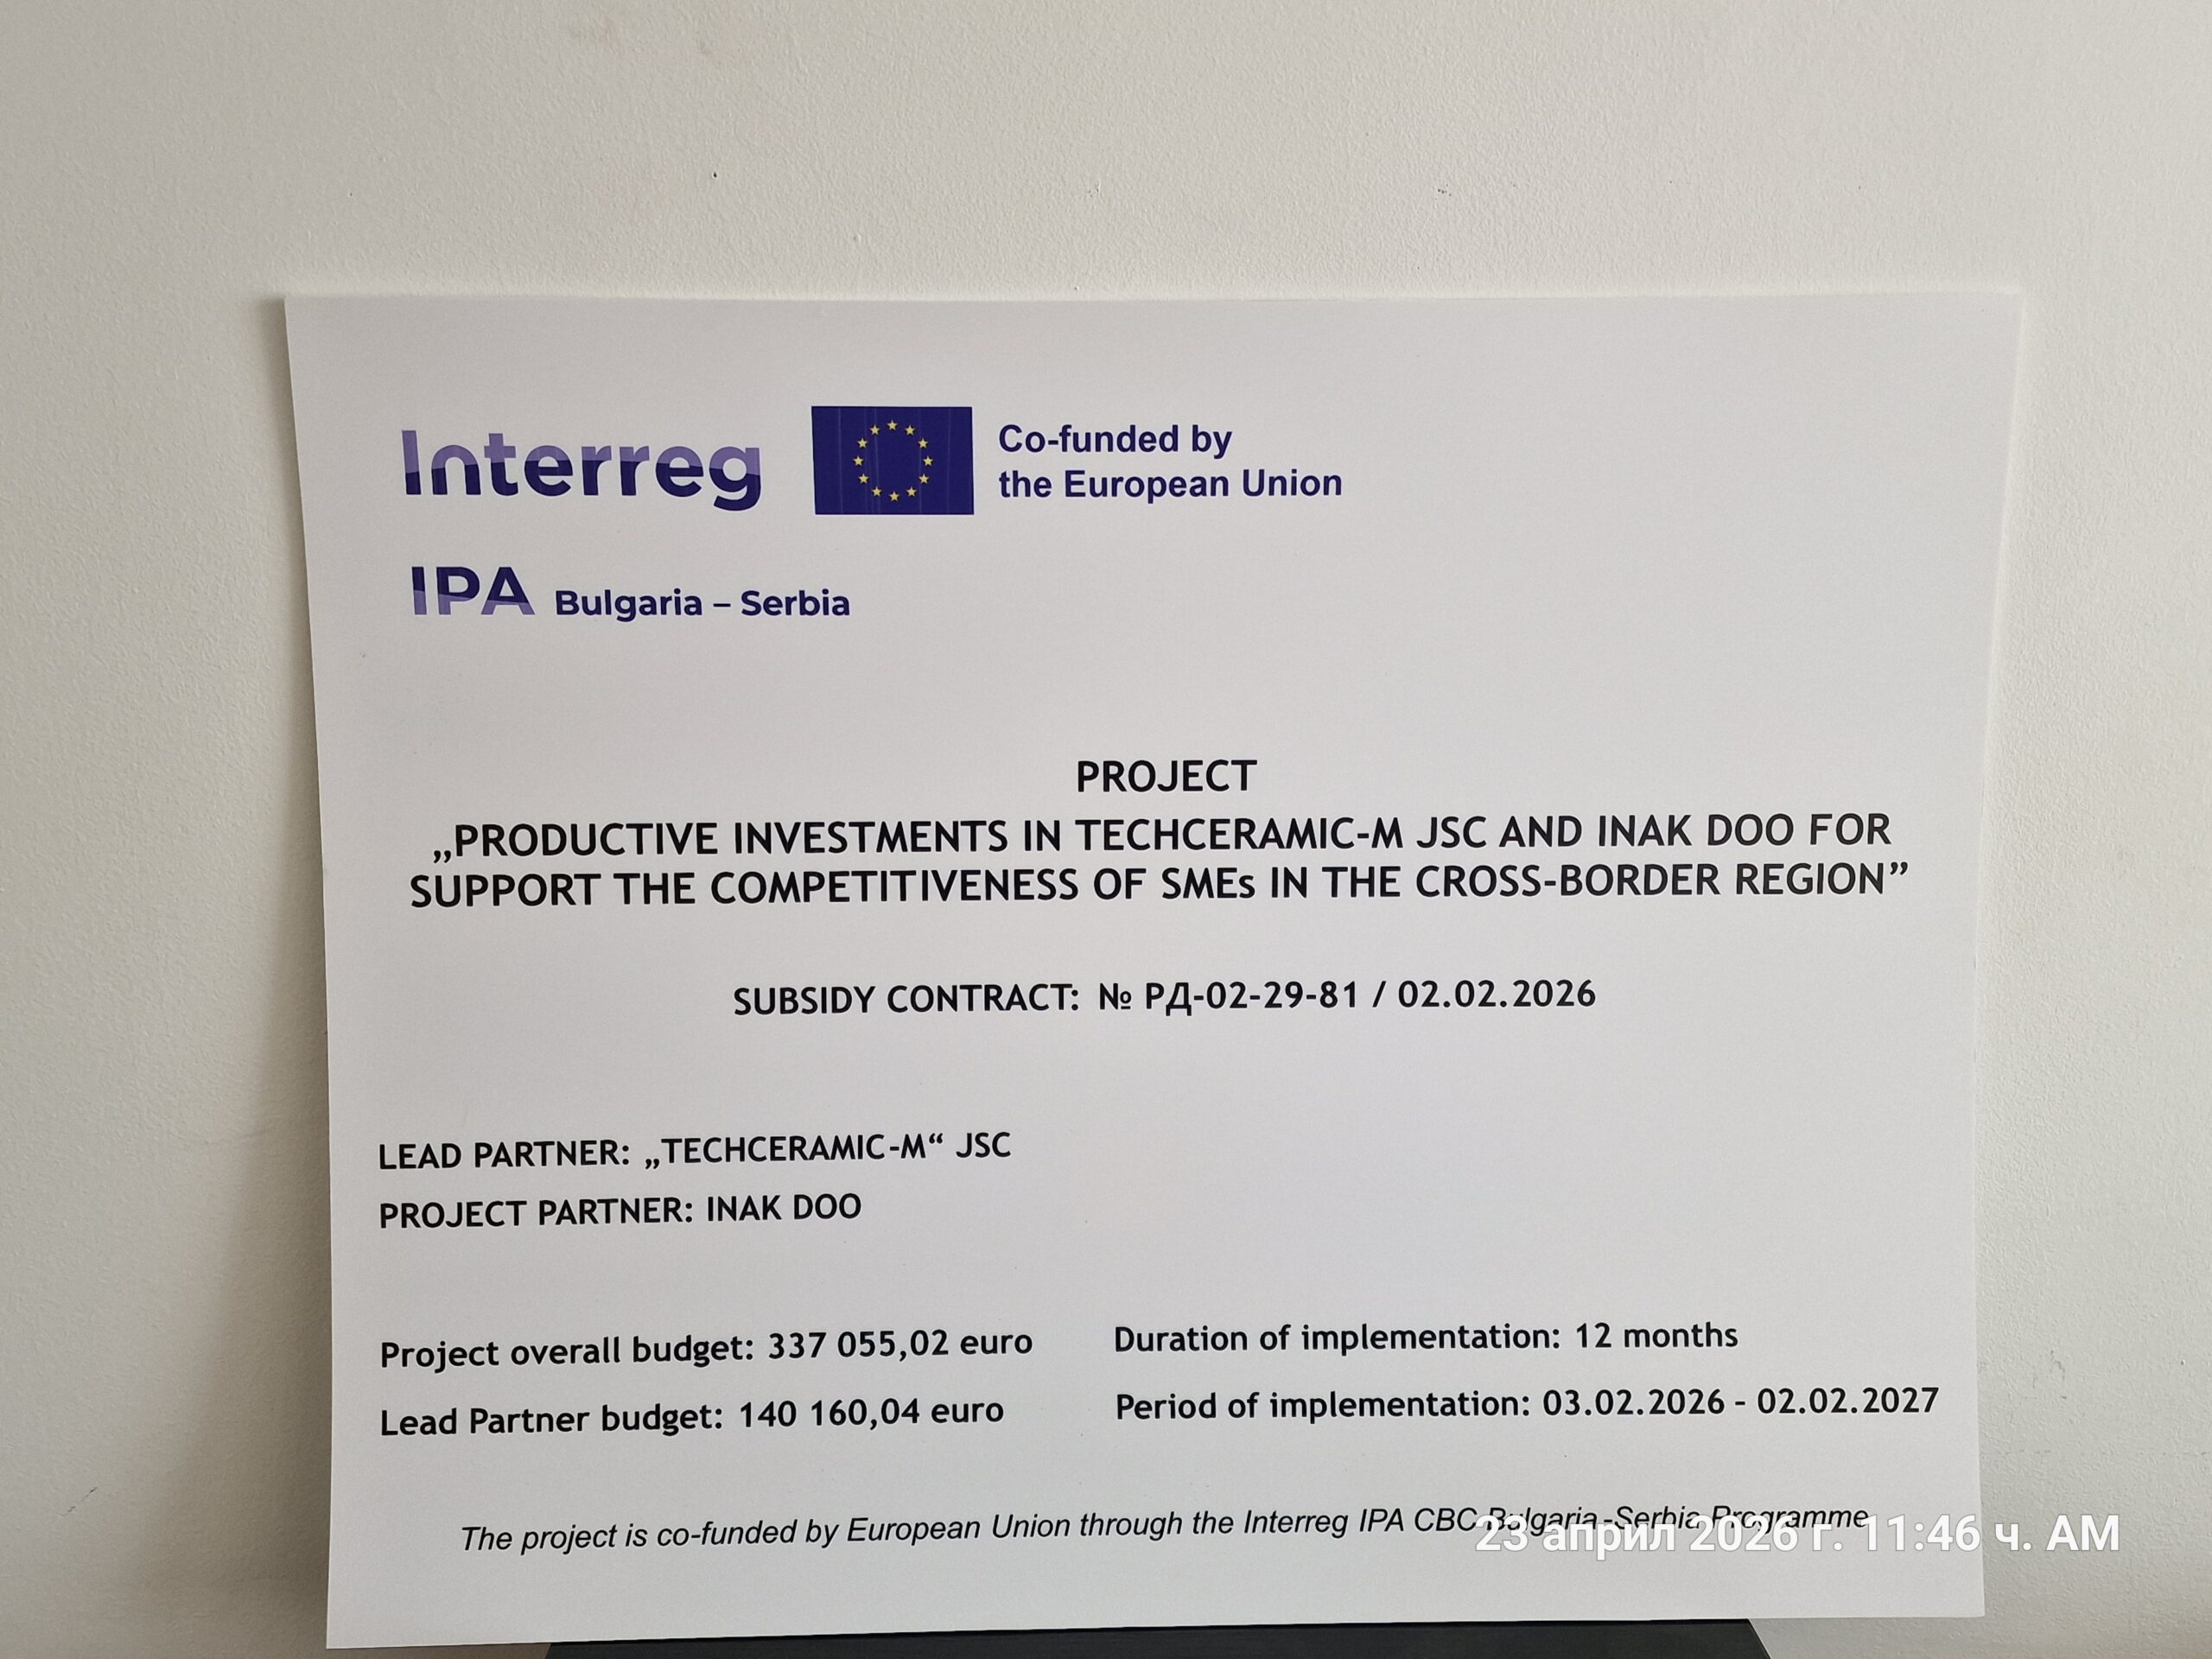 Interreg
Co-funded by
the European Union
IPA Bulgaria – Serbia
PROJECT
„PRODUCTIVE INVESTMENTS IN TECHCERAMIC-M JSC AND INAK DOO FOR
SUPPORT THE COMPETITIVENESS OF SMEs IN THE CROSS-BORDER REGION”
SUBSIDY CONTRACT: № РД-02-29-81 / 02.02.2026
LEAD PARTNER: „TECHCERAMIC-M“ JSC
PROJECT PARTNER: INAK DOO
Project overall budget: 337 055,02 euro
Duration of implementation: 12 months
Lead Partner budget: 140 160,04 euro
Period of implementation: 03.02.2026 - 02.02.2027
The project is co-funded by European Union through the Interreg IPA CBC Bulgaria-Serbia Programme
23 април 2026 г. 11:46 ч. AM